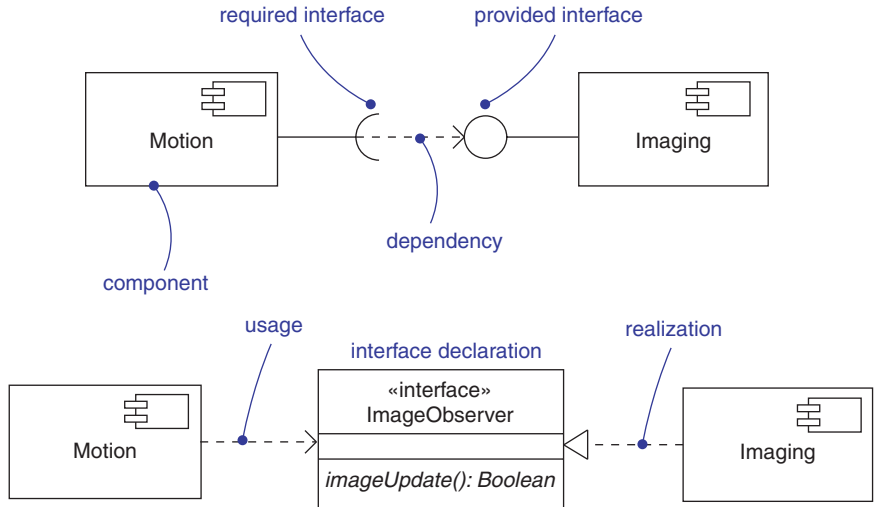 required interface
provided interface
Motion
Imaging
dependency
component
usage
interface declaration
realization
«interface»
ImageObserver
Motion
Imaging
imageUpdate(): Boolean